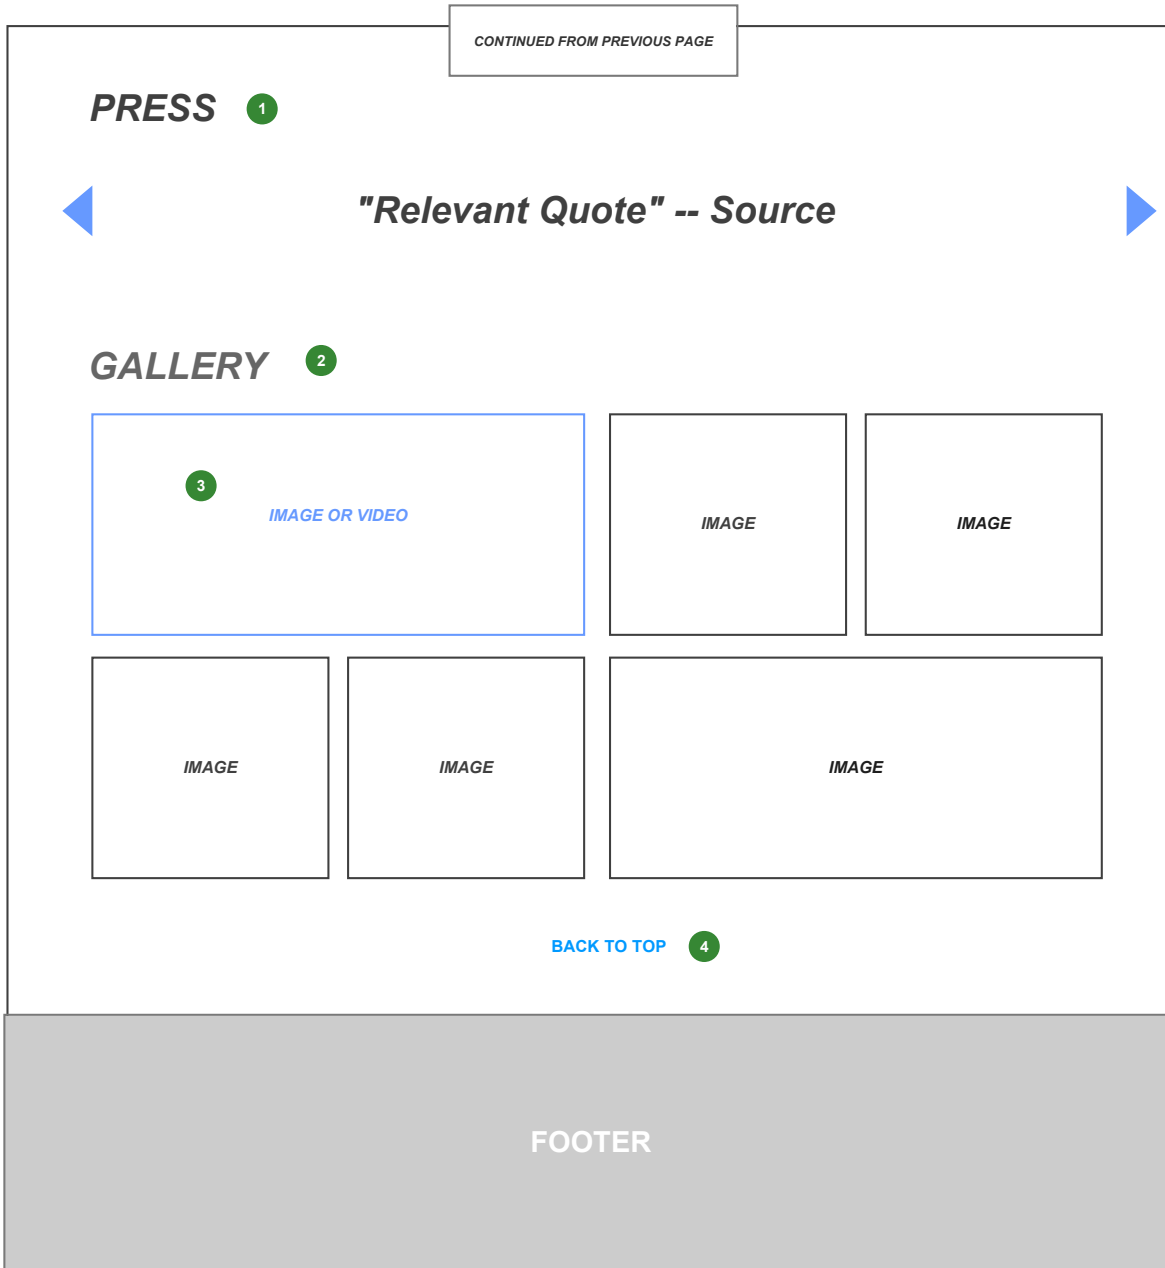 CONTINUED FROM PREVIOUS PAGE
PRESS 1
"Relevant Quote" -- Source
GALLERY 2
3
IMAGE OR VIDEO
IMAGE
IMAGE
IMAGE
IMAGE
IMAGE
BACK TO TOP 4
FOOTER